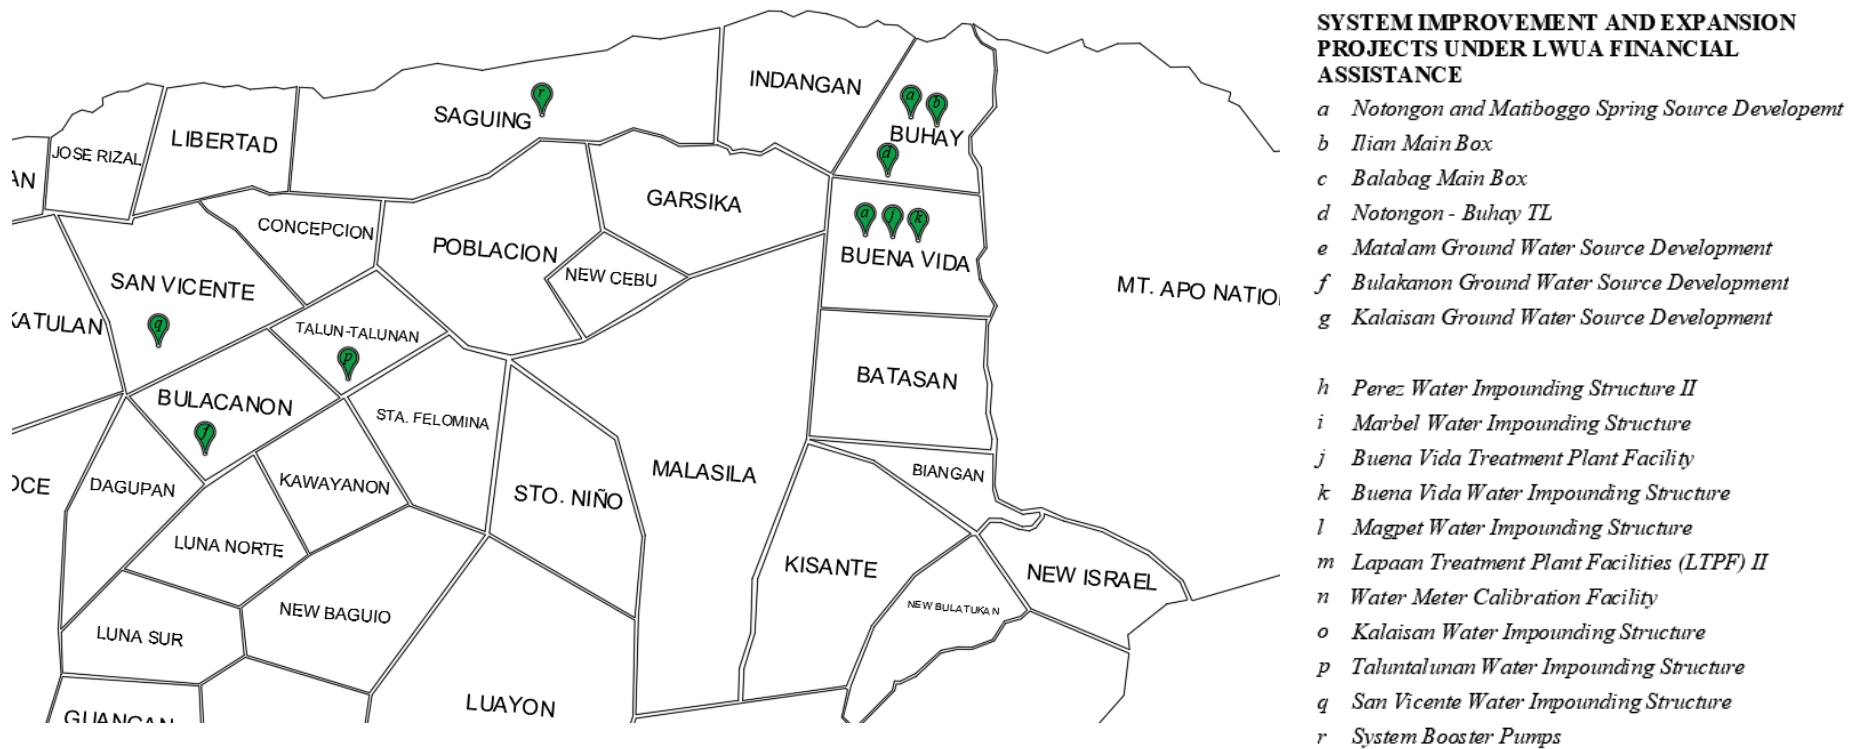 INDANGAN
r
a
b
SAGUING
BUHAY
LIBERTAD
JOSE RIZAL
AN
d
GARSIKA
a
j
k
CONCEPCION
POBLACION
BUENA VIDA
NEW CEBU
SAN VICENTE
MT. APO NATIO
KATULAN
q
TALUN-TALUNAN
p
BATASAN
BULACANON
STA. FELOMINA
f
MALASILA
BIANGAN
OCE
DAGUPAN
KAWAYANON
STO. NIÑO
LUNA NORTE
KISANTE
NEW ISRAEL
NEW BULATUKAN
NEW BAGUIO
LUNA SUR
LUAYON
GUANGAN
SYSTEM IMPROVEMENT AND EXPANSION
PROJECTS UNDER LWUA FINANCIAL
ASSISTANCE
a Notongon and Matiboggo Spring Source Developemt
b Ilian Main Box
c Balabag Main Box
d Notongon - Buhay TL
e Matalam Ground Water Source Development
f Bulakanon Ground Water Source Development
g Kalaisan Ground Water Source Development
h Perez Water Impounding Structure II
i Marbel Water Impounding Structure
j Buena Vida Treatment Plant Facility
k Buena Vida Water Impounding Structure
l Magpet Water Impounding Structure
m Lapaan Treatment Plant Facilities (LTPF) II
n Water Meter Calibration Facility
o Kalaisan Water Impounding Structure
p Taluntalunan Water Impounding Structure
q San Vicente Water Impounding Structure
r System Booster Pumps